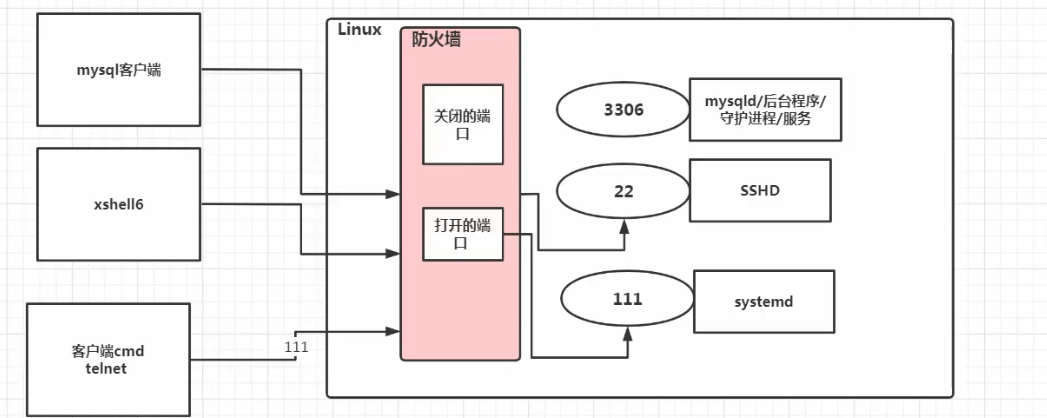 mysql客户端
xshell6
客户端cmd
telnet
111
Linux
防火墙
关闭的端
口
打开的端
口
3306
mysqld/后台程序/
守护进程/服务
22
SSHD
111
systemd